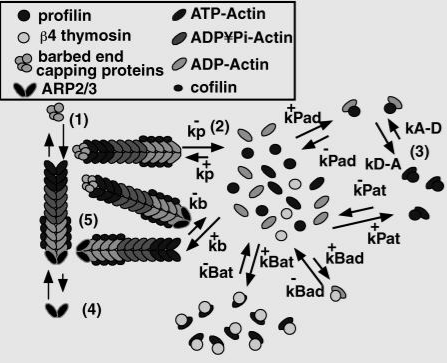 profilin
β4 thymosin
barbed end
capping proteins
ARP2/3
ATP-Actin
ADP¥Pi-Actin
ADP-Actin
cofilin
(1)
-
kp
(2)
+
kp
+
kPad
-
kPad
kA-D
kD-A
(3)
-
kPat
+
kPat
-
kb
+
kb
(5)
-
kBat
+
kBat
+
kBad
-
kBad
(4)